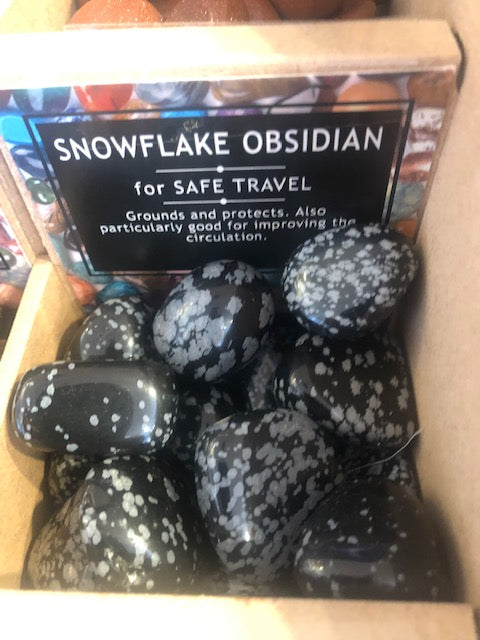 SNOWFLAKE OBSIDIAN
for SAFE TRAVEL
Grounds and protects. Also
particularly good for improving the
circulation.